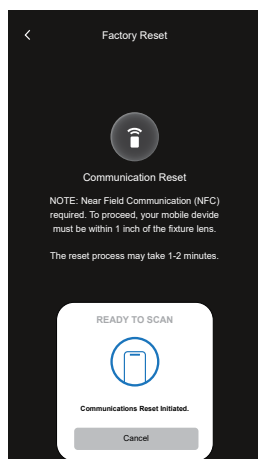 Factory Reset
Communication Reset
NOTE: Near Field Communication (NFC)
required. To proceed, your mobile devide
must be within 1 inch of the fixture lens.
The reset process may take 1-2 minutes.
READY TO SCAN
Communications Reset Initiated.
Cancel